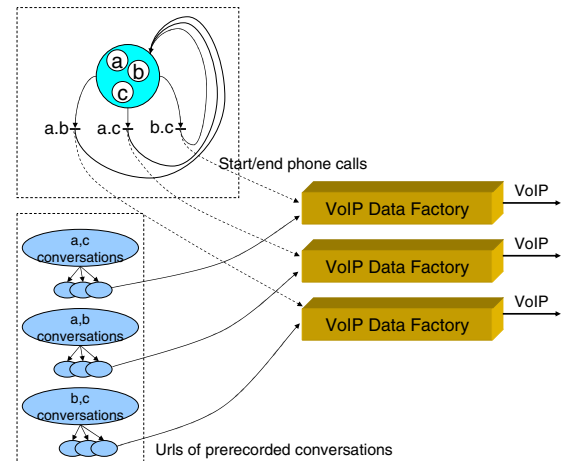 a
b
c
a.b
a.c
b.c
Start/end phone calls
VoIP Data Factory
VoIP
VoIP Data Factory
VoIP
VoIP Data Factory
VoIP
a,c
conversations
a,b
conversations
b,c
conversations
Urls of prerecorded conversations